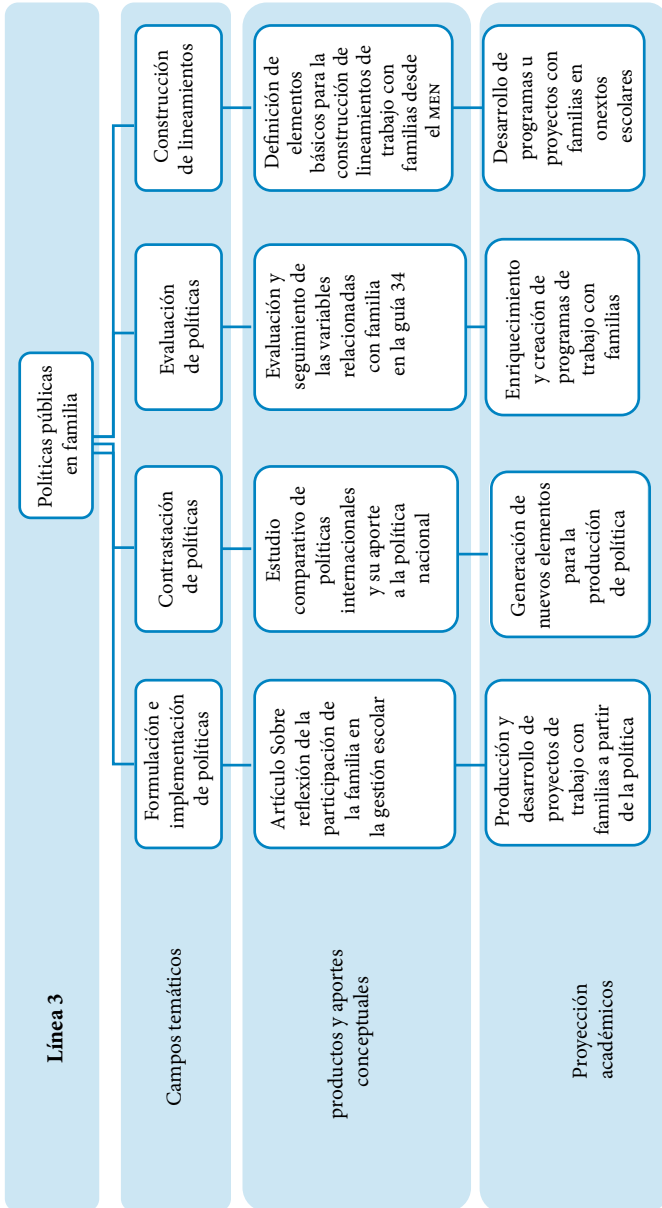 Línea 3
Políticas públicas
en familia
Campos temáticos
Formulación e
implementación
de políticas
Contrastación
de políticas
Evaluación
de políticas
Construcción
de lineamientos
productos y aportes
conceptuales
Artículo Sobre
reflexión de la
participación de
la familia en
la gestión escolar
Estudio
comparativo de
políticas
internacionales
y su aporte
a la política
nacional
Evaluación y
seguimiento de
las variables
relacionadas
con familia
en la guía 34
Definición de
elementos
básicos para la
construcción de
lineamientos de
trabajo con
familias desde
el MEN
Proyección
académicos
Producción y
desarrollo de
proyectos de
trabajo con
familias a partir
de la política
Generación de
nuevos elementos
para la
producción
de política
Enriquecimiento
y creación de
programas de
trabajo con
familias
Desarrollo de
programas u
proyectos con
familias en
onextos
escolares